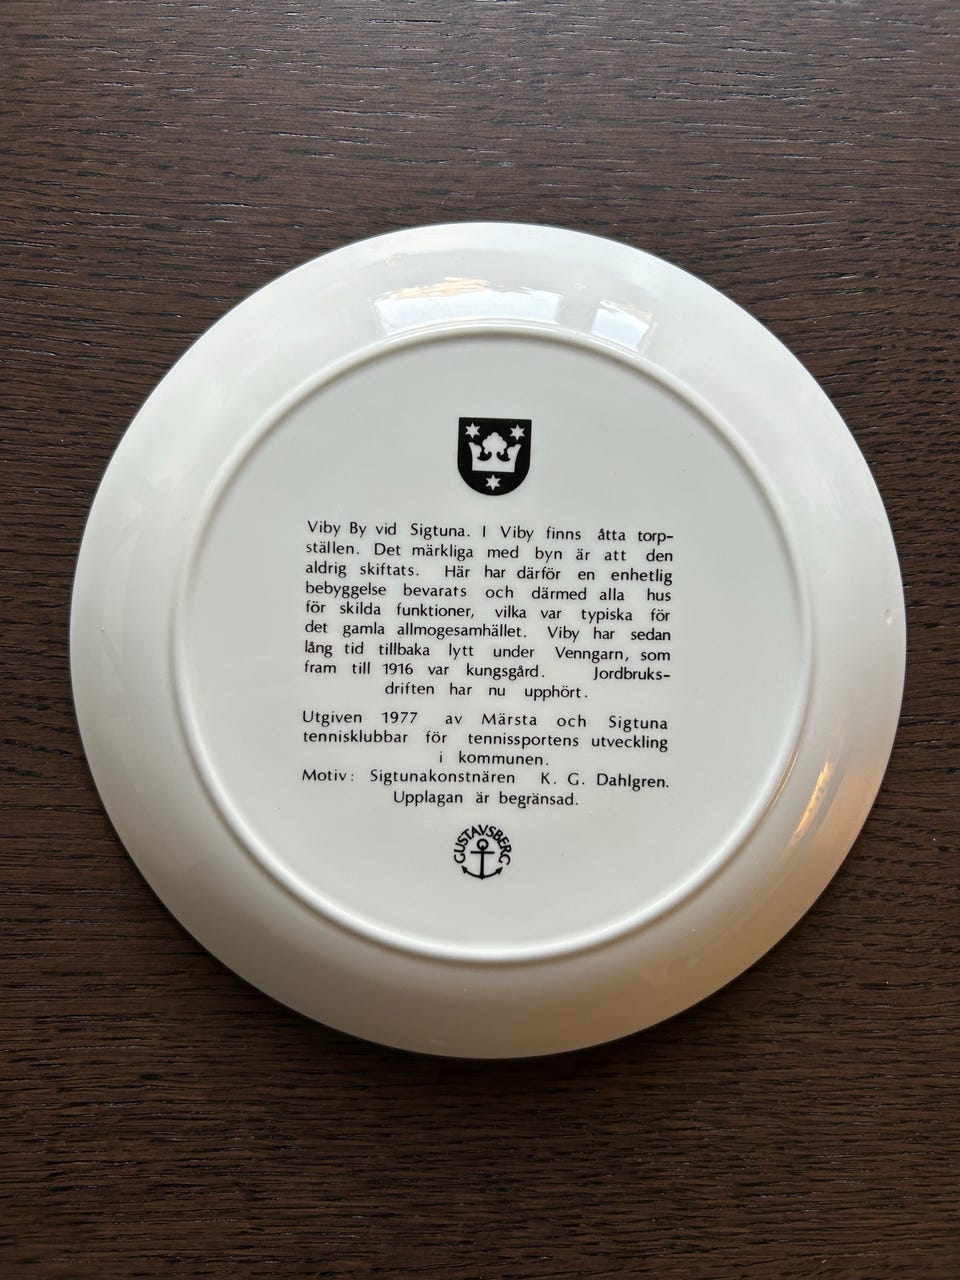 Viby By vid Sigtuna. I Viby finns åtta torp-
ställen. Det märkliga med byn är att den
aldrig skiftats. Här har därför en enhetlig
bebyggelse bevarats och därmed alla hus
för skilda funktioner, vilka var typiska för
det gamla allmogesamhället. Viby har sedan
lång tid tillbaka lytt under Venngarn, som
fram till 1916 var kungsgård. Jordbruks-
driften har nu upphört.
Utgiven 1977 av Märsta och Sigtuna
tennisklubbar för tennissportens utveckling
i kommunen.
Motiv: Sigtunakonstnären K. G. Dahlgren.
Upplagan är begränsad.
GUSTAVSBERG